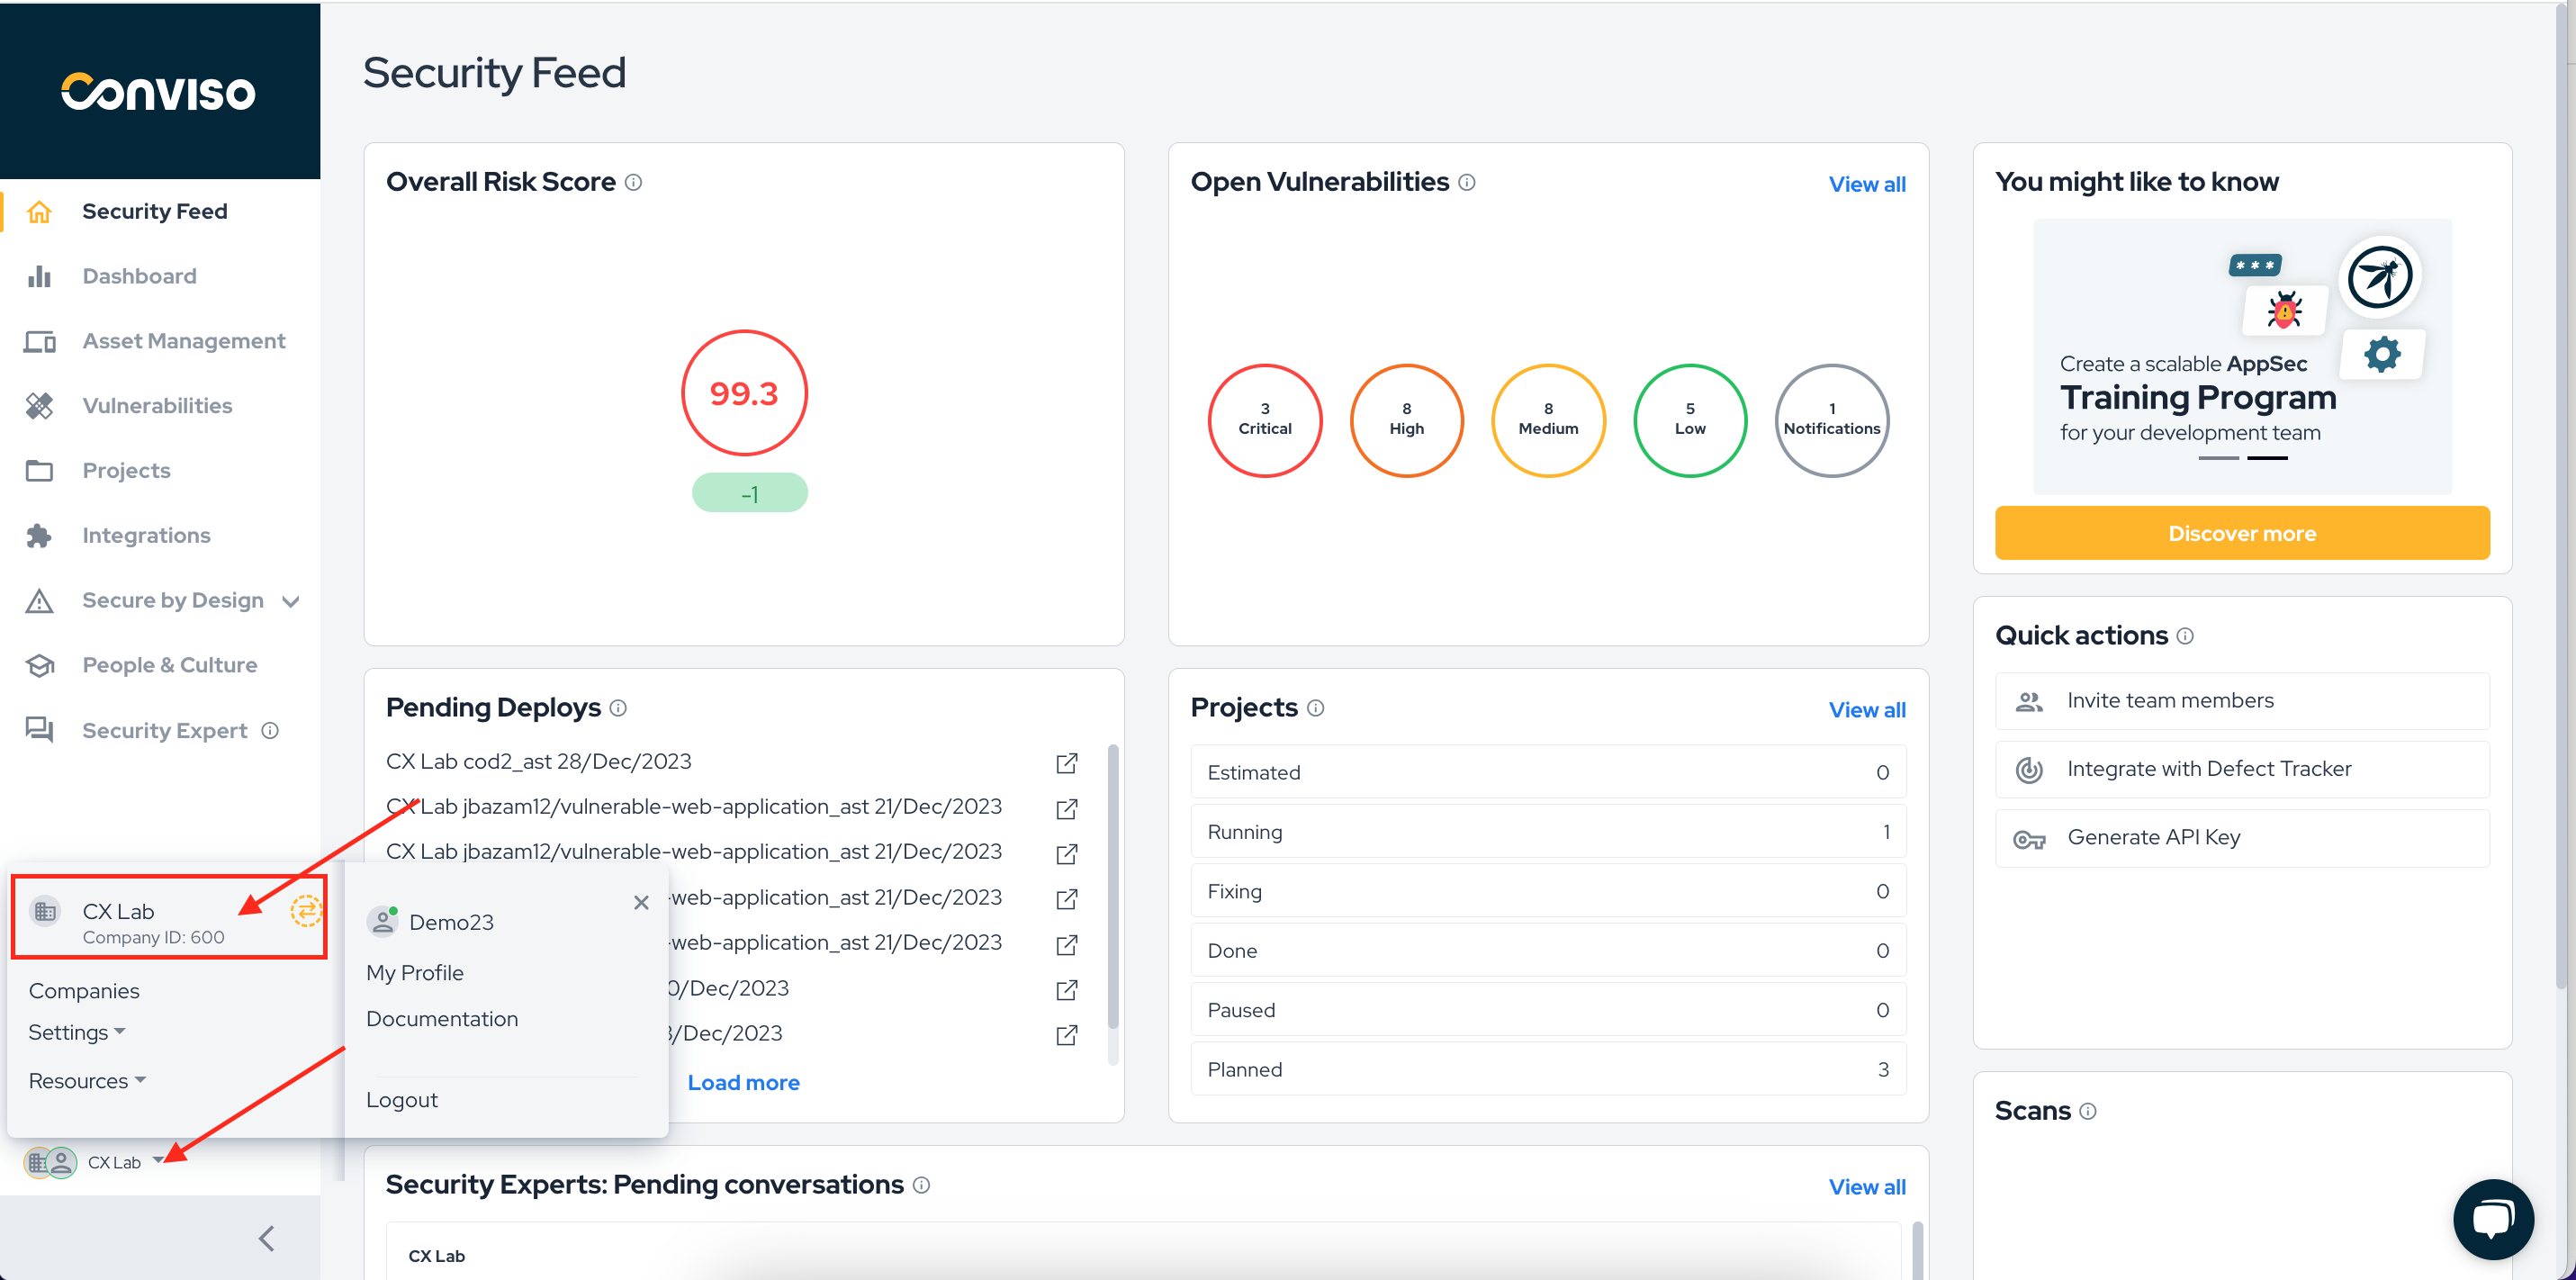 Conviso
Security Feed
Dashboard
Asset Management
Vulnerabilities
Projects
Integrations
Secure by Design
People & Culture
Security Expert
CX Lab
Company ID: 600
Companies
Settings
Resources
CX Lab
Demo23
My Profile
Documentation
Logout
Security Feed
Overall Risk Score
99.3
-1
Open Vulnerabilities
View all
3
Critical
8
High
8
Medium
5
Low
1
Notifications
You might like to know
* * *
Create a scalable AppSec
Training Program
for your development team
Discover more
Pending Deploys
CX Lab cod2_ast 28/Dec/2023
CX Lab jbazam12/vulnerable-web-application_ast 21/Dec/2023
CX Lab jbazam12/vulnerable-web-application_ast 21/Dec/2023
-web-application_ast 21/Dec/2023
-web-application_ast 21/Dec/2023
0/Dec/2023
/Dec/2023
Load more
Projects
View all
Estimated 0
Running 1
Fixing 0
Done 0
Paused 0
Planned 3
Quick actions
Invite team members
Integrate with Defect Tracker
Generate API Key
Scans
Security Experts: Pending conversations
View all
CX Lab